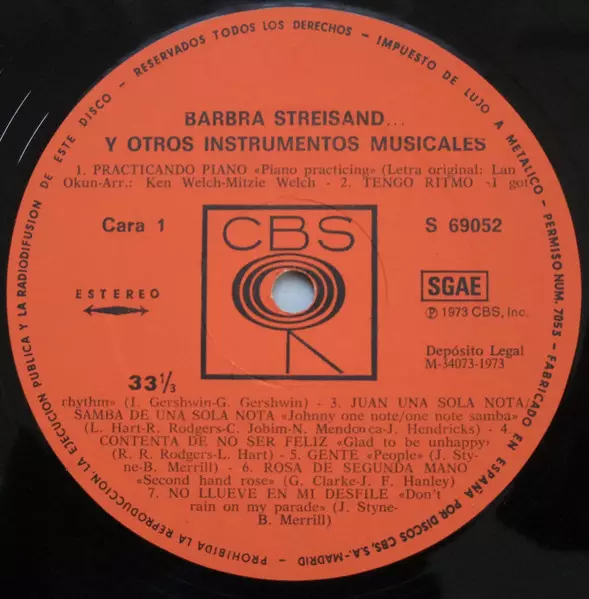 PROHIBIDA LA REPRODUCCION LA EJECUCION PUBLICA Y LA RADIODIFUSION DE ESTE DISCO - RESERVADOS TODOS LOS DERECHOS - IMPUESTO DE LUJO A METALICO - PERMISO NUM. 7053 - FABRICADO EN ESPAÑA POR DISCOS CBS, S.A.-MADRID -
BARBRA STREISAND...
Y OTROS INSTRUMENTOS MUSICALES
1. PRACTICANDO PIANO «Piano practicing» (Letra original: Lan
Okun-Arr.: Ken Welch-Mitzie Welch - 2. TENGO RITMO -I got
Cara 1
CBS
S 69052
ESTEREO
SGAE
℗ 1973 CBS, Inc.
Depósito Legal
M-34073-1973
33⅓
rhythm» (I. Gershwin-G. Gershwin) - 3. JUAN UNA SOLA NOTA/
SAMBA DE UNA SOLA NOTA «Johnny one note/one note samba»
(L. Hart-R. Rodgers-C. Jobim-N. Mendonca-J. Hendricks) - 4.
CONTENTA DE NO SER FELIZ «Glad to be unhappy»
(R. R. Rodgers-L. Hart) - 5. GENTE «People» (J. Sty-
ne-B. Merrill) - 6. ROSA DE SEGUNDA MANO
«Second hand rose» (G. Clarke-J. F. Hanley)
7. NO LLUEVE EN MI DESFILE «Don't
rain on my parade» (J. Styne-
B. Merrill)